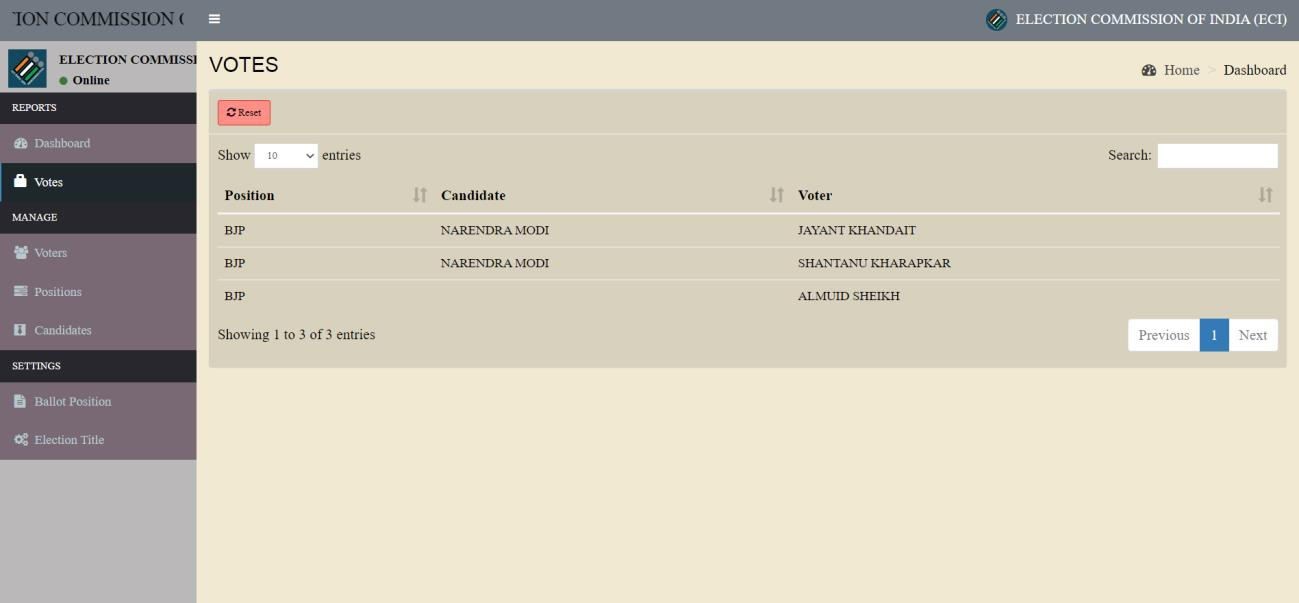 ION COMMISSION (
ELECTION COMMISSION OF INDIA (ECI)
ELECTION COMMISSI
Online
REPORTS
Dashboard
Votes
MANAGE
Voters
Positions
Candidates
SETTINGS
Ballot Position
Election Title
VOTES
Home > Dashboard
Reset
Show 10 entries
Search:
Position Candidate Voter
BJP NARENDRA MODI JAYANT KHANDAIT
BJP NARENDRA MODI SHANTANU KHARAPKAR
BJP ALMUID SHEIKH
Showing 1 to 3 of 3 entries
Previous 1 Next